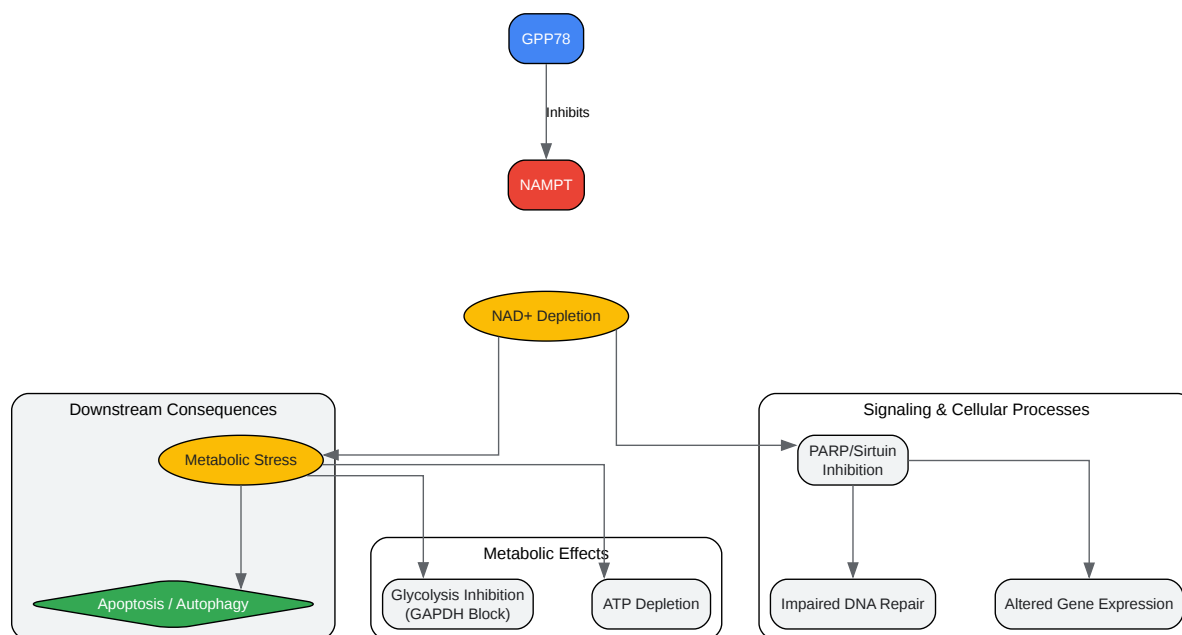 GPP78
Inhibits
NAMPT
NAD+ Depletion
Downstream Consequences
Signaling & Cellular Processes
Metabolic Stress
PARP/Sirtuin
Inhibition
Metabolic Effects
Apoptosis / Autophagy
Glycolysis Inhibition
(GAPDH Block)
ATP Depletion
Impaired DNA Repair
Altered Gene Expression